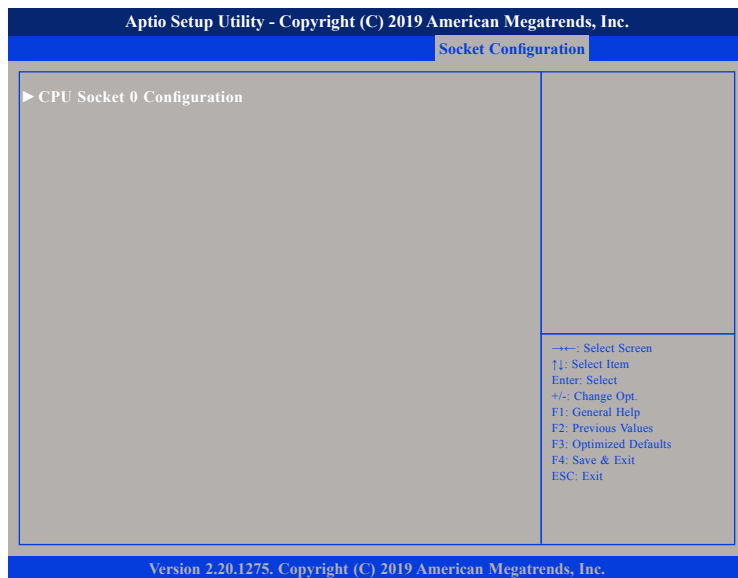 Aptio Setup Utility - Copyright (C) 2019 American Megatrends, Inc.
Socket Configuration
►CPU Socket 0 Configuration
→←: Select Screen
↑↓: Select Item
Enter: Select
+/-: Change Opt.
F1: General Help
F2: Previous Values
F3: Optimized Defaults
F4: Save & Exit
ESC: Exit
Version 2.20.1275. Copyright (C) 2019 American Megatrends, Inc.